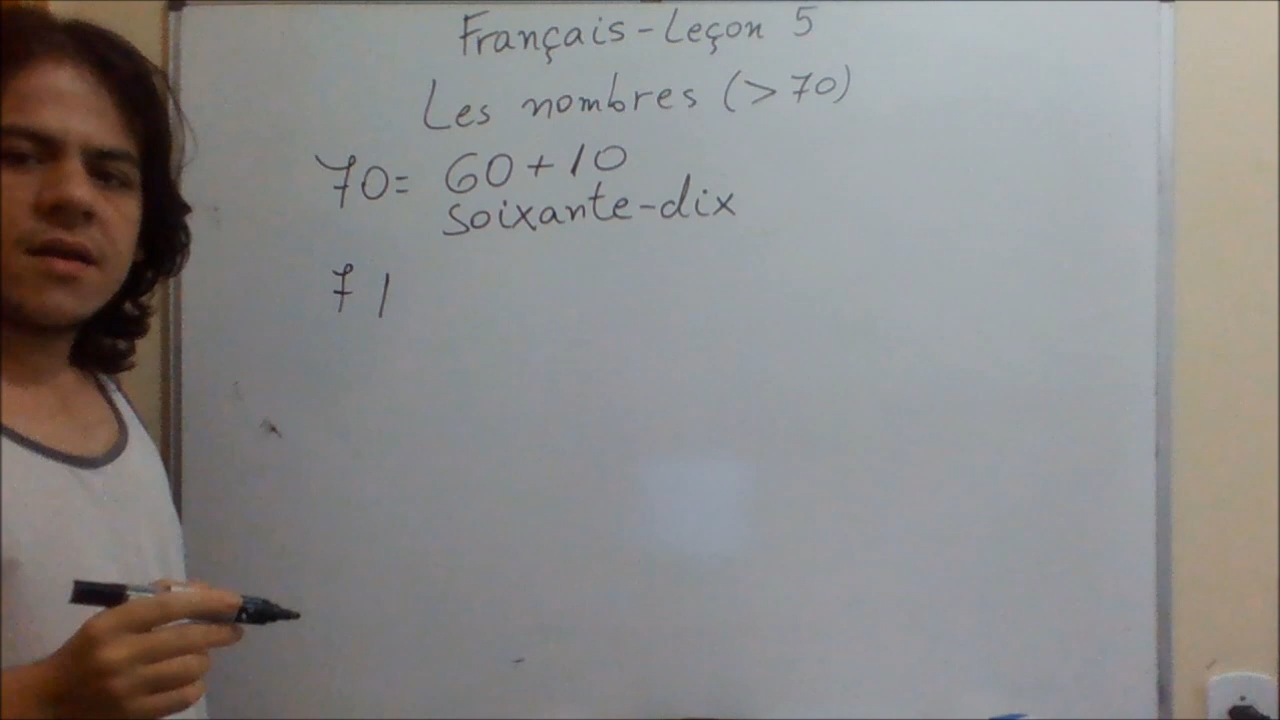 Français - Leçon 5
Les nombres (> 70)
70 = 60 + 10
soixante-dix
71